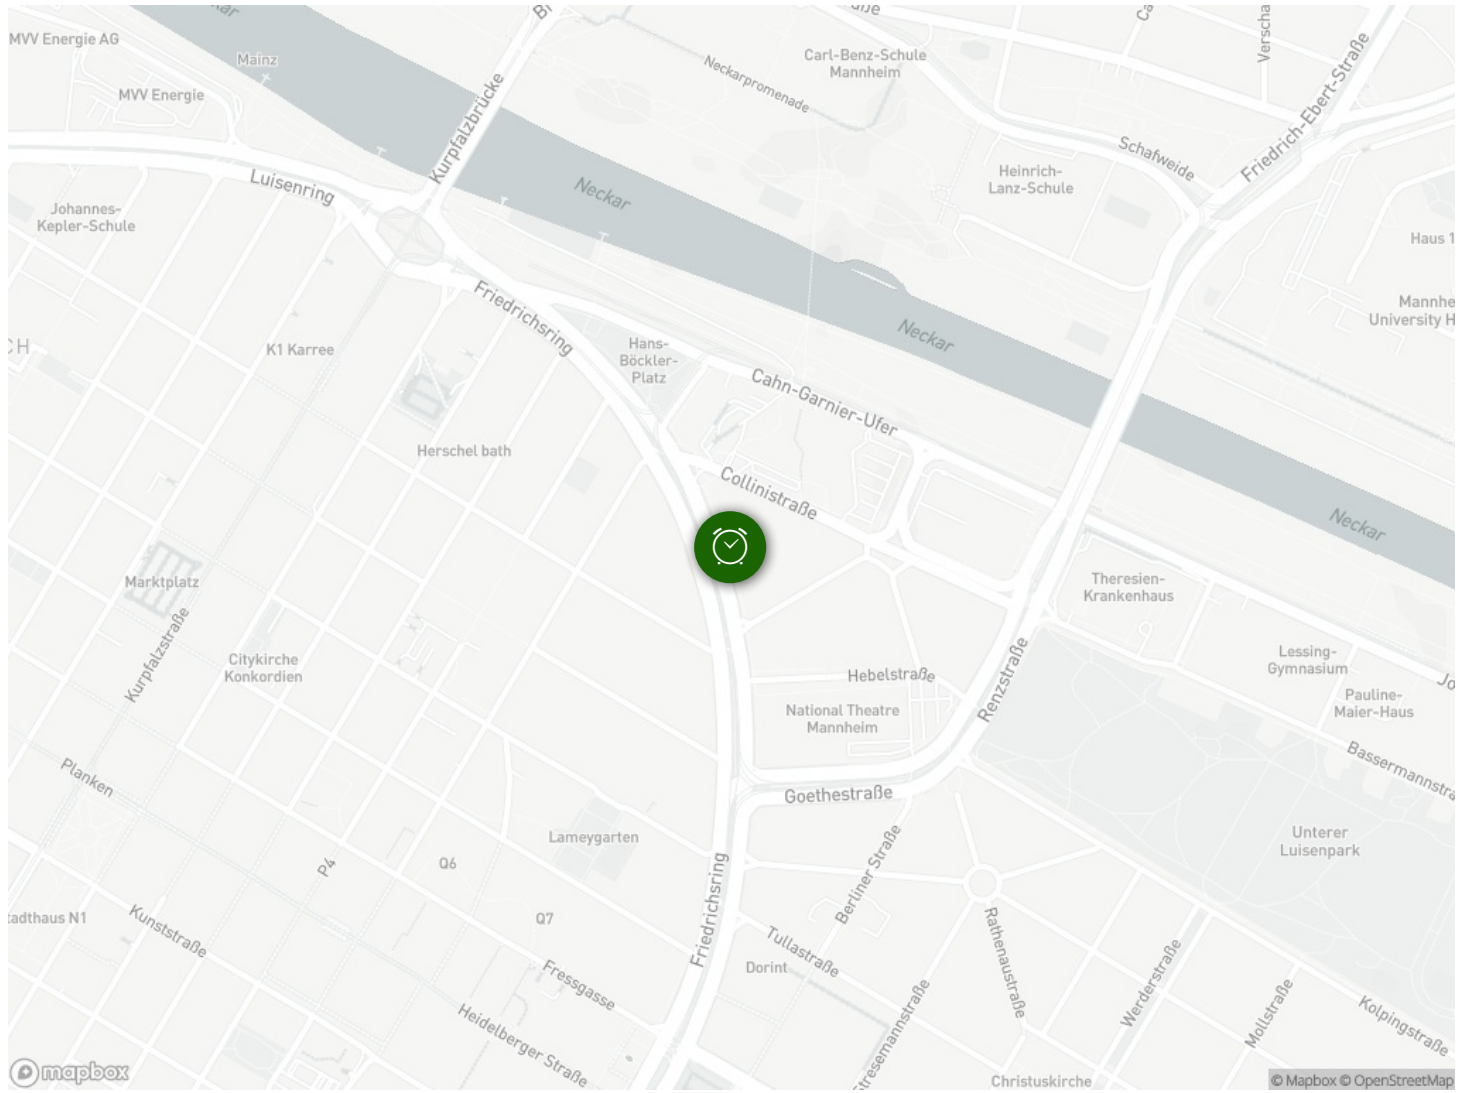 MVV Energie AG
Mainz
MVV Energie
Kurpfalzbrücke
Neckarpromenade
Carl-Benz-Schule
Mannheim
Friedrich-Ebert-Straße
Schafweide
Heinrich-
Lanz-Schule
Luisenring
Johannes-
Kepler-Schule
Neckar
Haus 1
Friedrichsring
K1 Karree
Hans-
Böckler-
Platz
Neckar
Cahn-Garnier-Ufer
Herschel bath
Collinistraße
Neckar
Marktplatz
Theresien-
Krankenhaus
Kurpfalzstraße
Citykirche
Konkordien
Hebelstraße
Renzstraße
Lessing-
Gymnasium
National Theatre
Mannheim
Pauline-
Maier-Haus
Planken
Goethestraße
Unterer
Luisenpark
Lameygarten
P4
Q6
Q7
Berliner Straße
Friedrichsring
Kunststraße
Tullastraße
Dorint
Rathenaustraße
Werderstraße
Fressgasse
Heidelberger Straße
Stresemannstraße
Mollstraße
Kolpingstraße
Christuskirche
mapbox
© Mapbox © OpenStreetMap